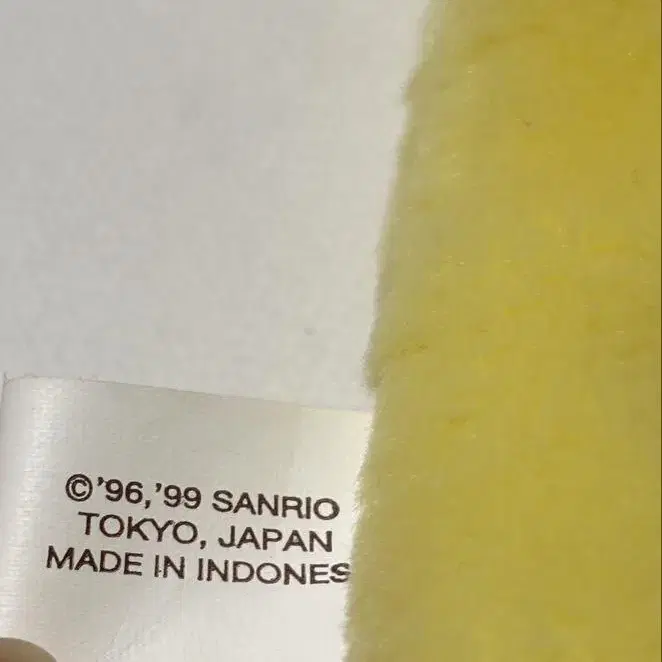 ©'96,'99 SANRIO
TOKYO, JAPAN
MADE IN INDONES